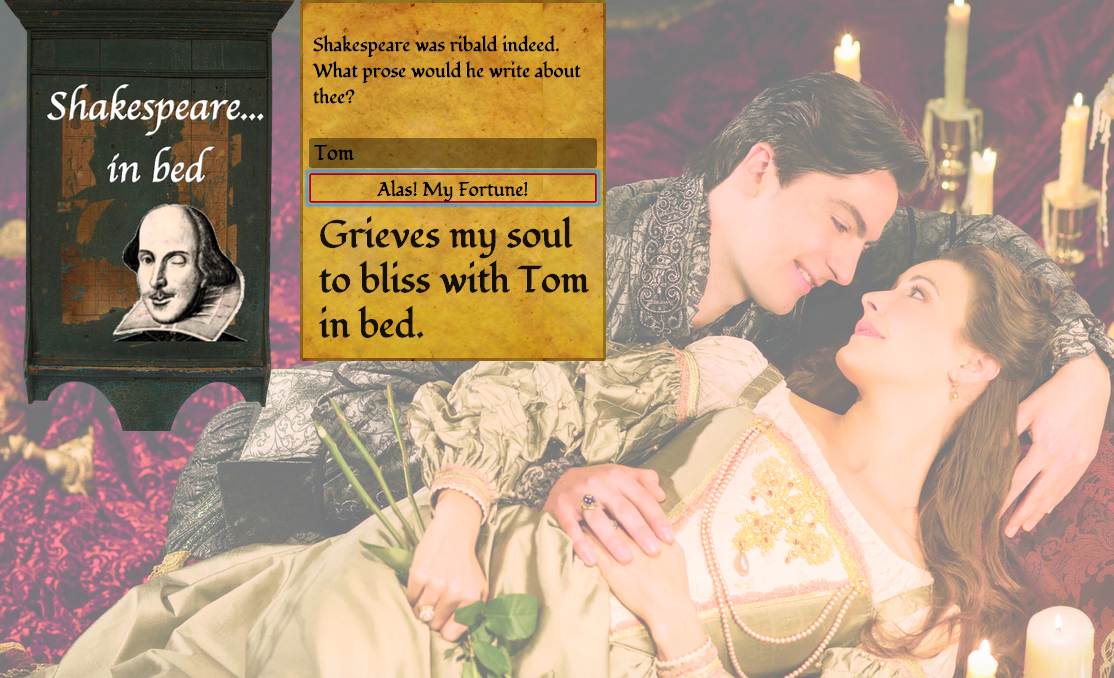 Shakespeare...
in bed
Shakespeare was ribald indeed.
What prose would he write about
thee?
Tom
Alas! My Fortune!
Grieves my soul
to bliss with Tom
in bed.